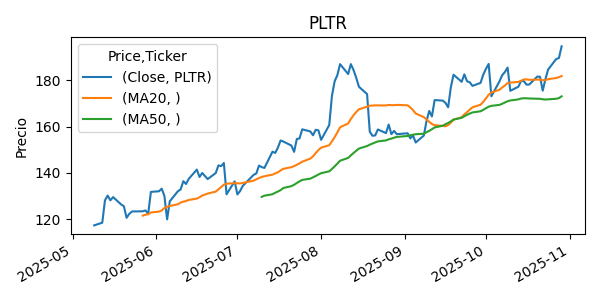 PLTR
Price,Ticker
(Close, PLTR)
(MA20, )
(MA50, )
Precio
180
160
140
120
2025-05
2025-06
2025-07
2025-08
2025-09
2025-10
2025-11